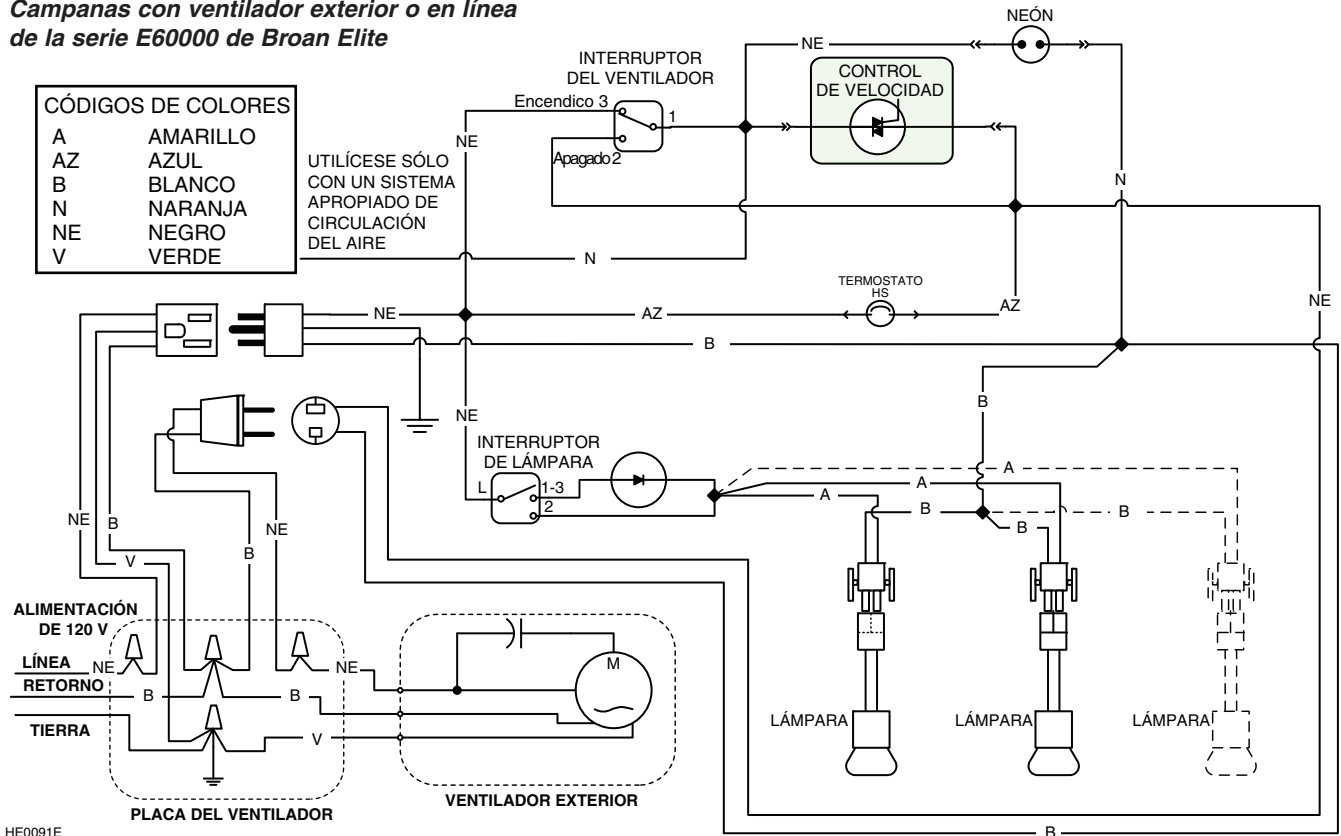 Campanas con ventilador exterior o en línea
de la serie E60000 de Broan Elite
NEÓN
NE
INTERRUPTOR
DEL VENTILADOR
CONTROL
DE VELOCIDAD
CÓDIGOS DE COLORES
A AMARILLO
AZ AZUL
B BLANCO
N NARANJA
NE NEGRO
V VERDE
Encendico 3
1
NE
Apagado 2
UTILÍCESE SÓLO
CON UN SISTEMA
APROPIADO DE
CIRCULACIÓN
DEL AIRE
N
N
TERMOSTATO
HS
NE
AZ
AZ
NE
B
B
NE
INTERRUPTOR
DE LÁMPARA
L
1-3
2
A
A
A
B
B
B
NE
B
NE
B
V
ALIMENTACIÓN
DE 120 V
LÍNEA
NE
NE
RETORNO
B
B
TIERRA
V
M
LÁMPARA
LÁMPARA
LÁMPARA
PLACA DEL VENTILADOR
VENTILADOR EXTERIOR
HE0091E
B